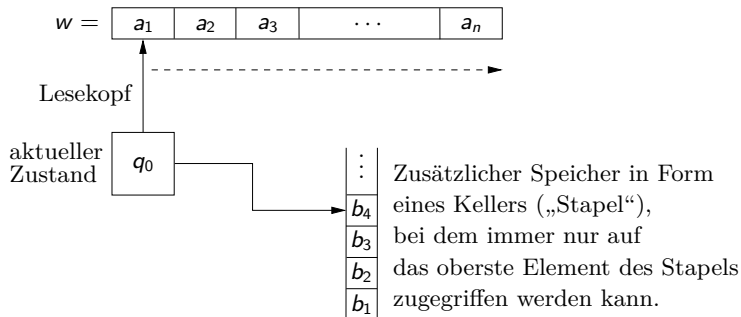 w = a1 a2 a3 ··· an
Lesekopf
aktueller
Zustand
q0
⋮
b4
b3
b2
b1
Zusätzlicher Speicher in Form
eines Kellers („Stapel“),
bei dem immer nur auf
das oberste Element des Stapels
zugegriffen werden kann.